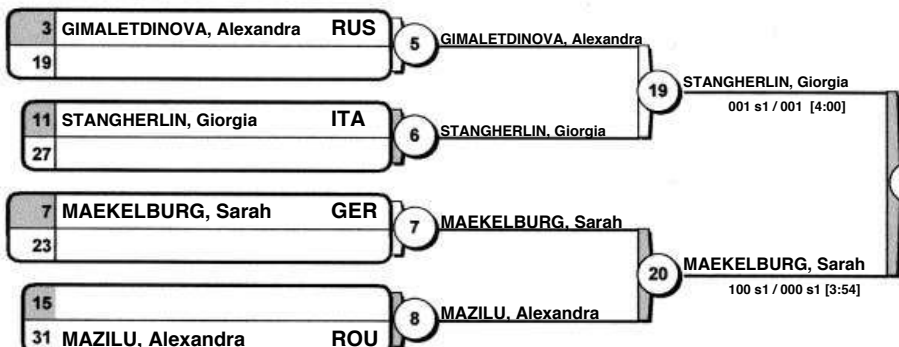 3 GIMALETDINOVA, Alexandra RUS
19
5
GIMALETDINOVA, Alexandra
11 STANGHERLIN, Giorgia ITA
27
6
STANGHERLIN, Giorgia
19
STANGHERLIN, Giorgia
001 s1 / 001 [4:00]
7 MAEKELBURG, Sarah GER
23
7
MAEKELBURG, Sarah
15
31 MAZILU, Alexandra ROU
8
MAZILU, Alexandra
20
MAEKELBURG, Sarah
100 s1 / 000 s1 [3:54]